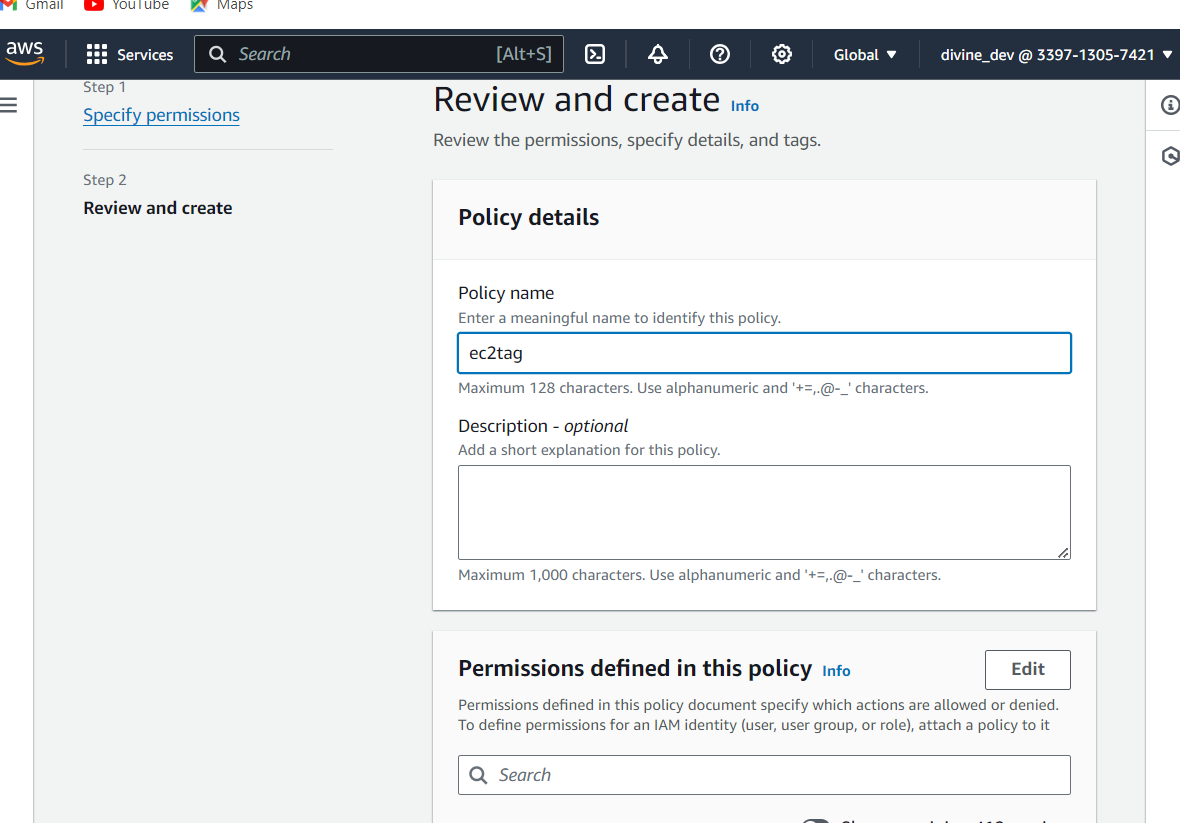 Gmail YouTube Maps
aws Services Search [Alt+S] Global divine_dev @ 3397-1305-7421
Step 1
Specify permissions
Step 2
Review and create
Review and create Info
Review the permissions, specify details, and tags.
Policy details
Policy name
Enter a meaningful name to identify this policy.
ec2tag
Maximum 128 characters. Use alphanumeric and '+=,.@-_' characters.
Description - optional
Add a short explanation for this policy.
Maximum 1,000 characters. Use alphanumeric and '+=,.@-_' characters.
Permissions defined in this policy Info
Edit
Permissions defined in this policy document specify which actions are allowed or denied.
To define permissions for an IAM identity (user, user group, or role), attach a policy to it
Search